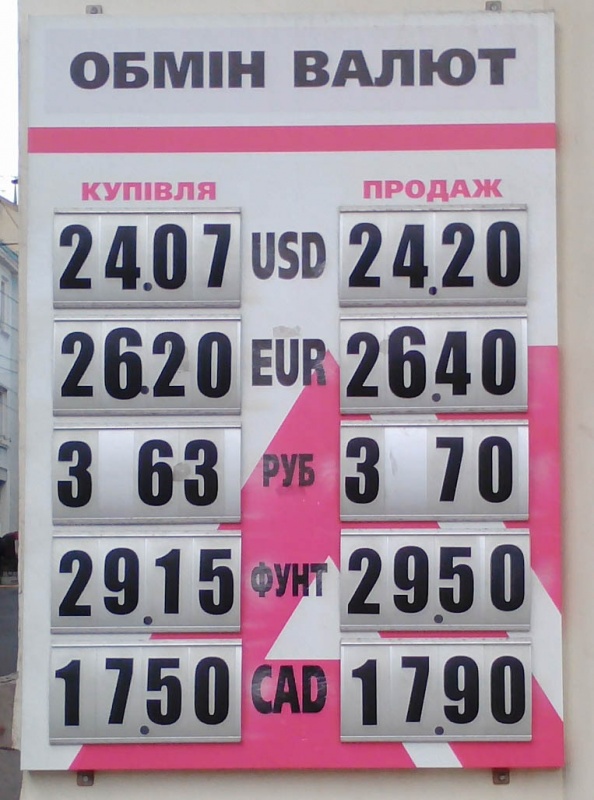 ОБМІН ВАЛЮТ
КУПІВЛЯ ПРОДАЖ
24.07 USD 24.20
26.20 EUR 26.40
3 63 РУБ 3 70
29.15 ФУНТ 29.50
17.50 CAD 17.90